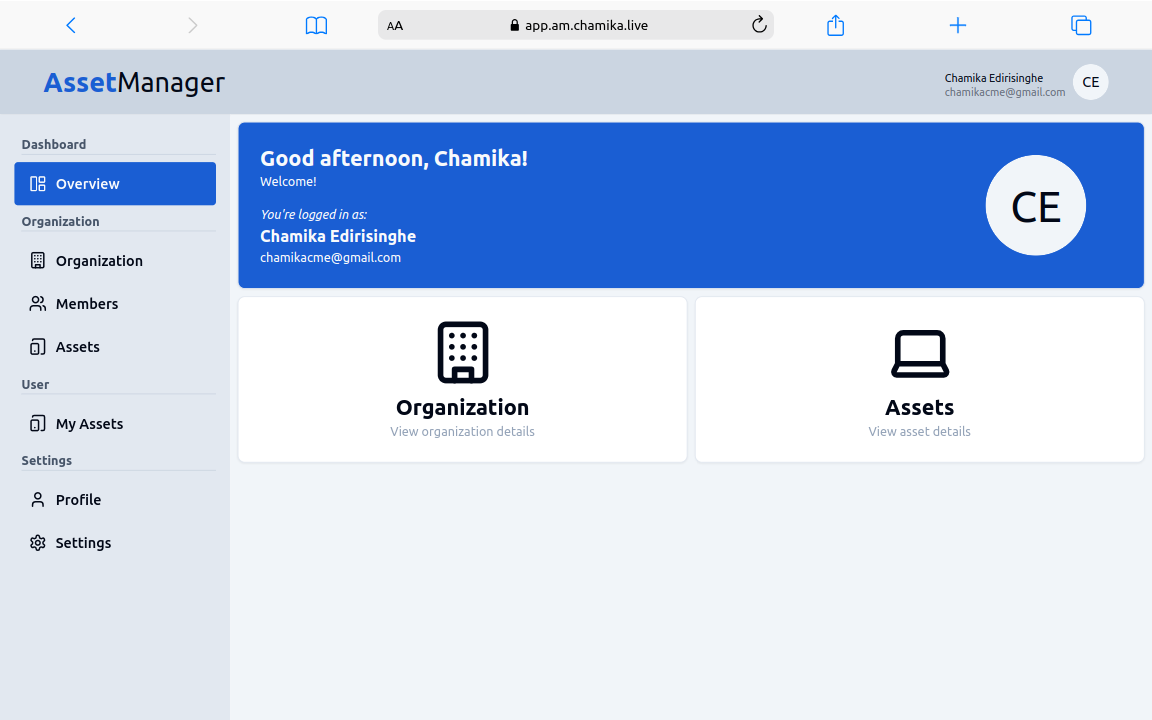 AA app.am.chamika.live
AssetManager
Chamika Edirisinghe
chamikacme@gmail.com
CE
Dashboard
Overview
Organization
Organization
Members
Assets
User
My Assets
Settings
Profile
Settings
Good afternoon, Chamika!
Welcome!
You're logged in as:
Chamika Edirisinghe
chamikacme@gmail.com
CE
Organization
View organization details
Assets
View asset details